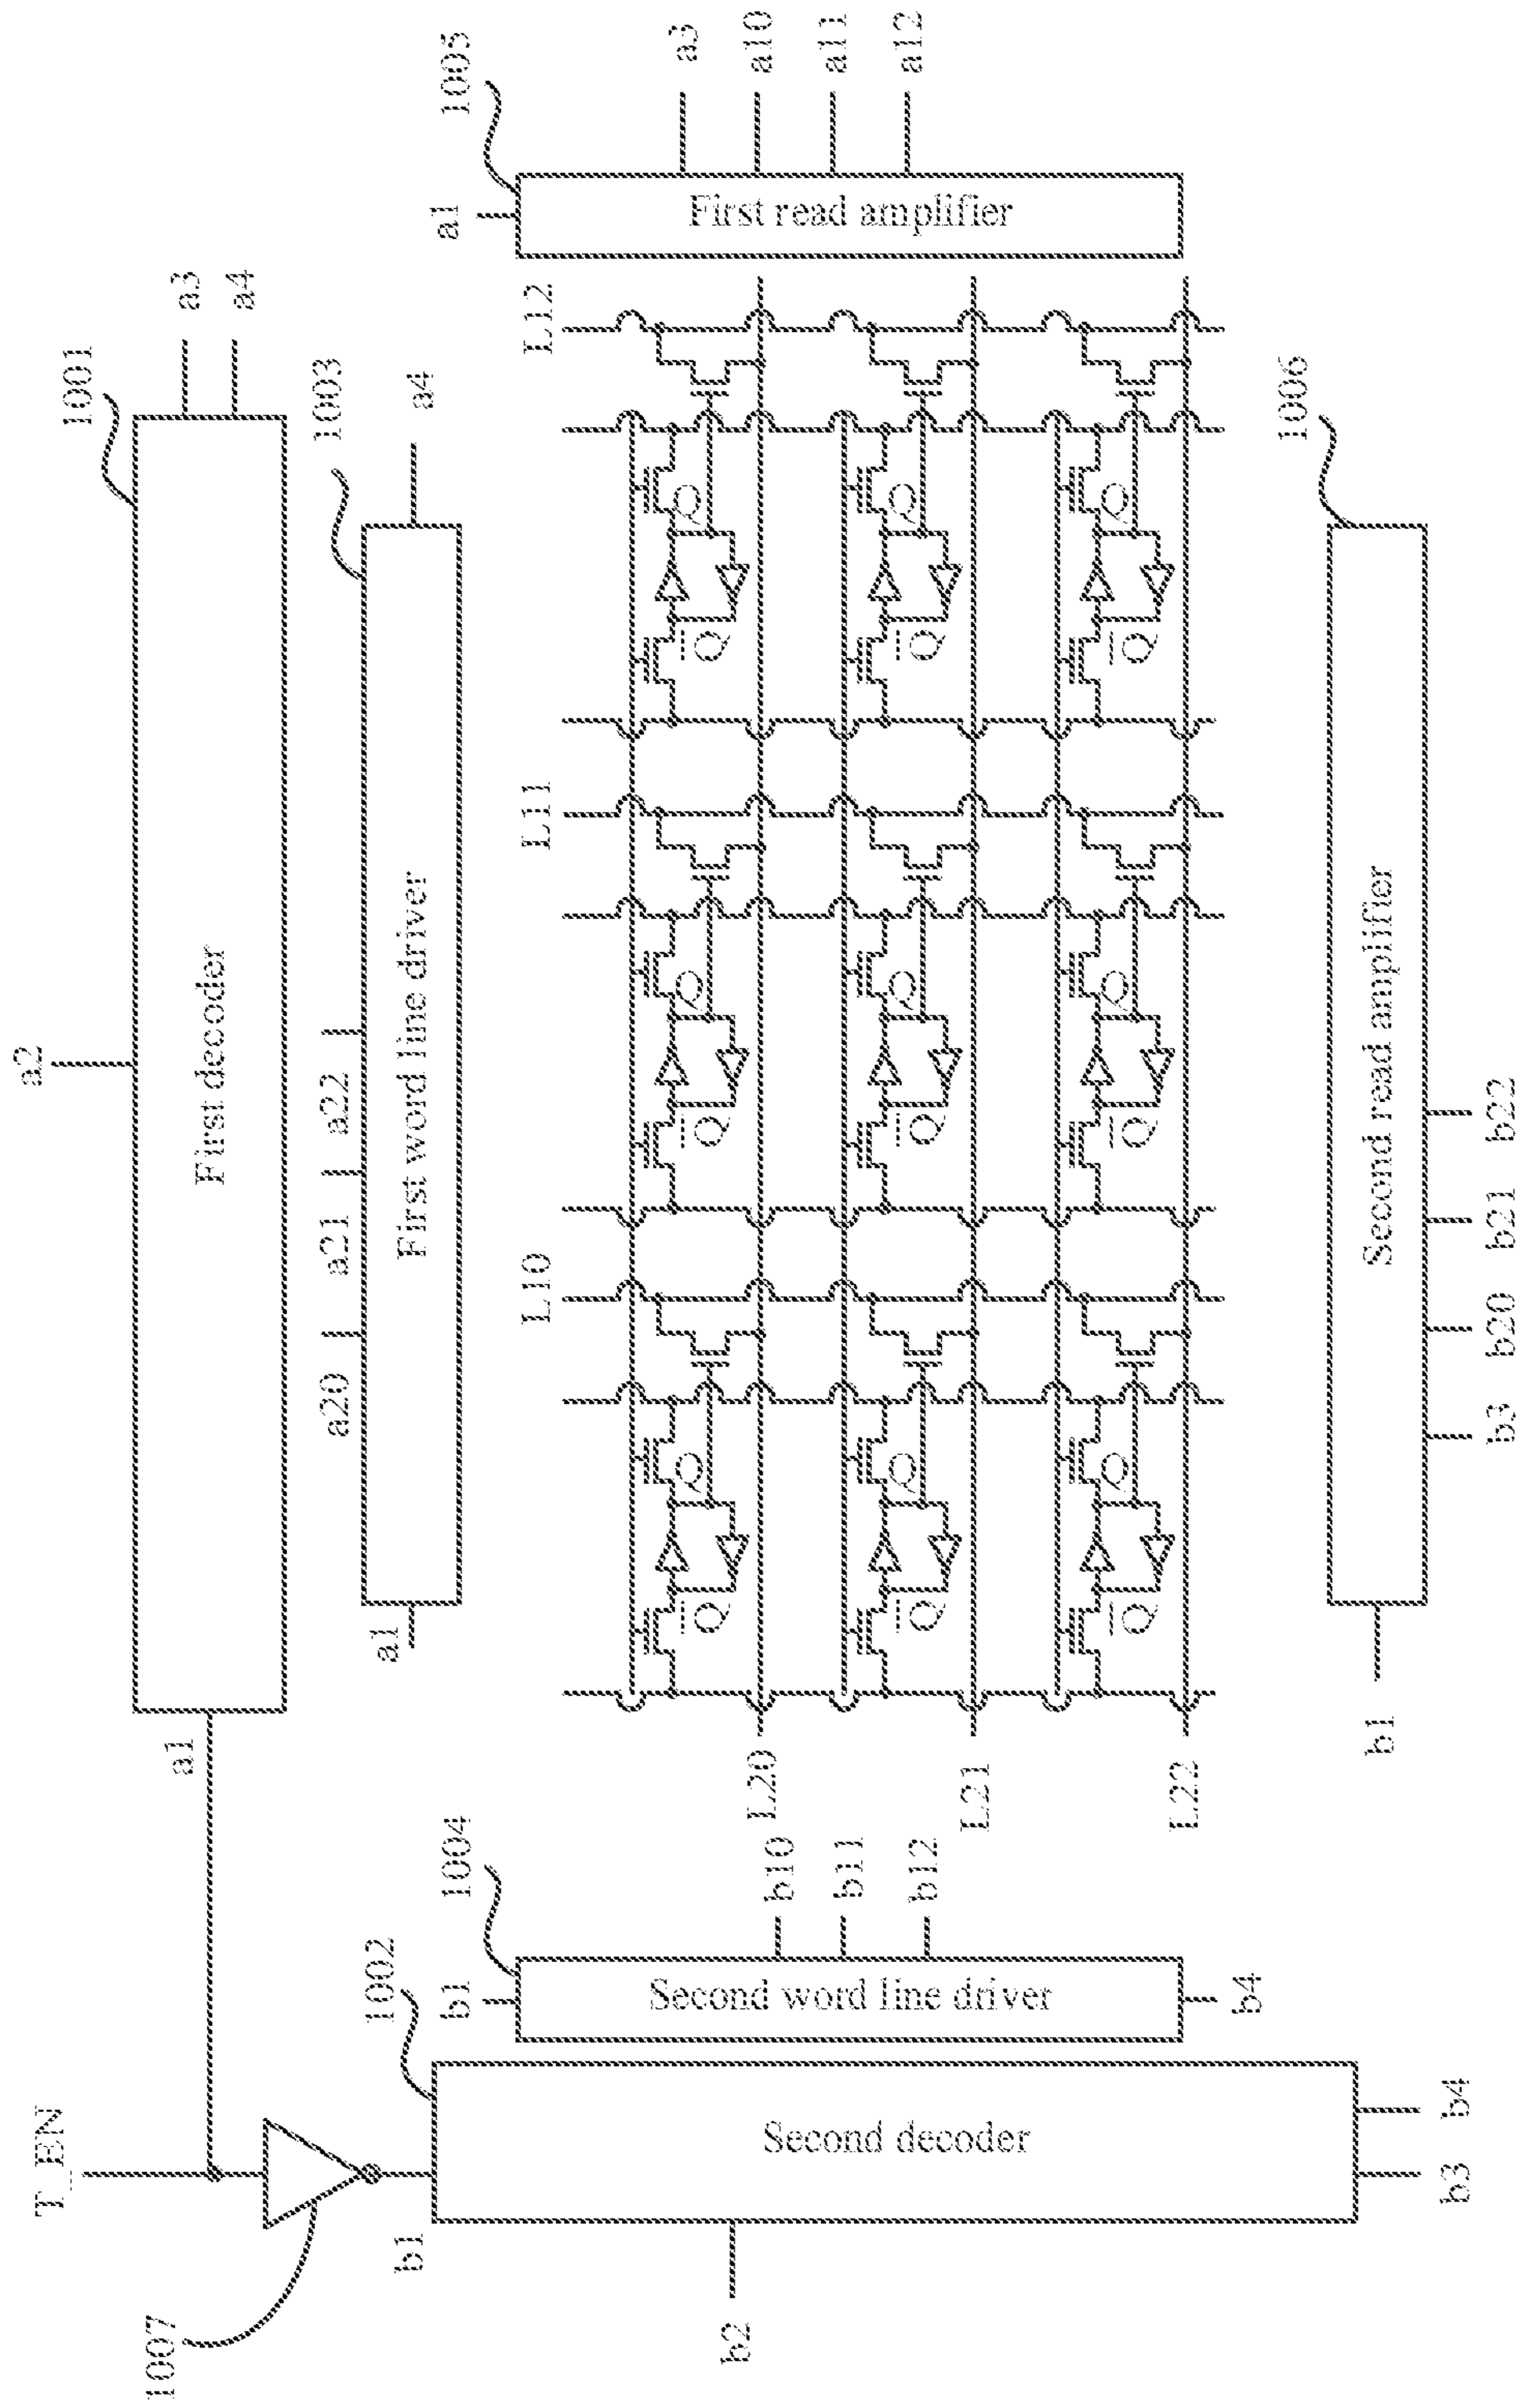 T_EN
a2
1001
1007
a1
First decoder
a3
a4
1003
a20
a21
a22
1002
a1
First word line driver
a4
b1
b1
1004
a1
1005
L10
L11
L12
Q̅
Q
Q̅
Q
Q̅
Q
a3
b2
b10
L20
a10
b11
a11
Q̅
Q
Q̅
Q
Q̅
Q
Second decoder
Second word line driver
First read amplifier
b12
a12
L21
Q̅
Q
Q̅
Q
Q̅
Q
L22
b4
1006
b1
Second read amplifier
b3
b4
b3
b20
b21
b22